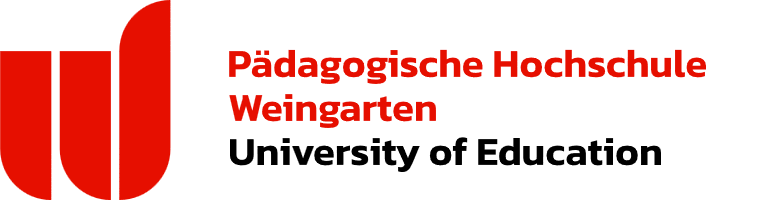 Pädagogische Hochschule
Weingarten
University of Education